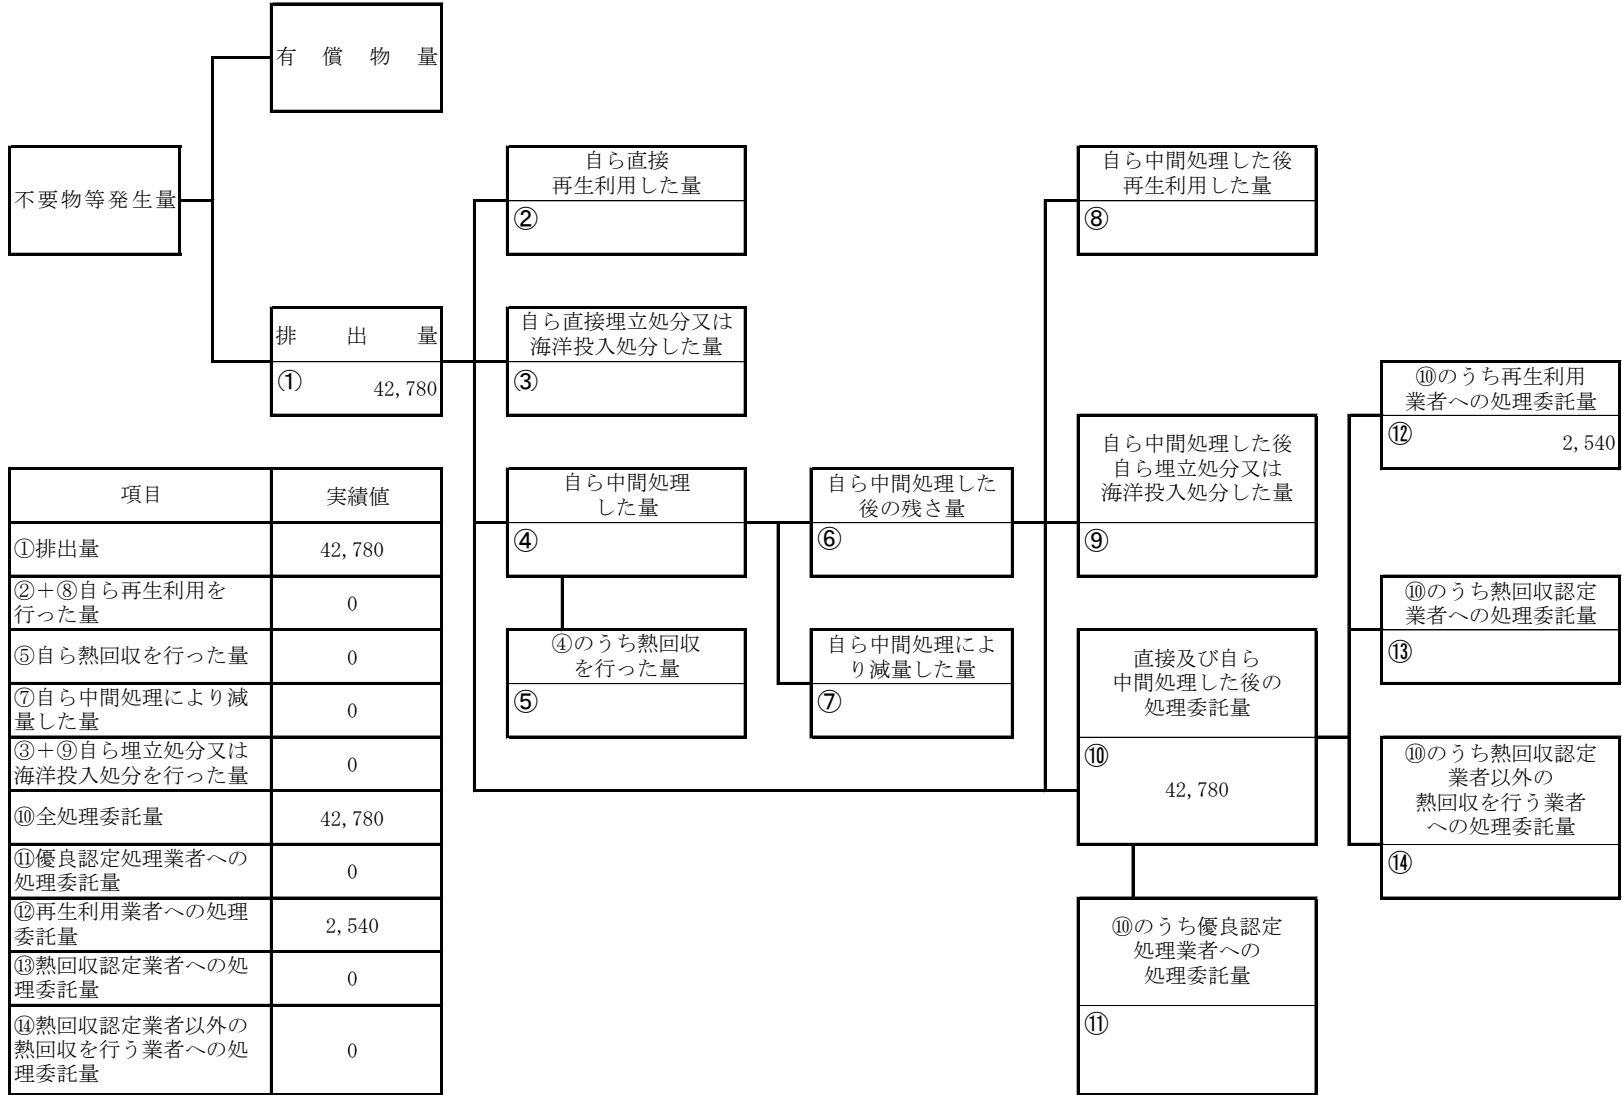 有償物量
不要物等発生量
排出量
①
42,780
自ら直接
再生利用した量
②
自ら直接埋立処分又は
海洋投入処分した量
③
自ら中間処理
した量
④
④のうち熱回収
を行った量
⑤
自ら中間処理した
後の残さ量
⑥
自ら中間処理によ
り減量した量
⑦
自ら中間処理した後
再生利用した量
⑧
自ら中間処理した後
自ら埋立処分又は
海洋投入処分した量
⑨
直接及び自ら
中間処理した後の
処理委託量
⑩
42,780
⑩のうち優良認定
処理業者への
処理委託量
⑪
⑩のうち再生利用
業者への処理委託量
⑫
2,540
⑩のうち熱回収認定
業者への処理委託量
⑬
⑩のうち熱回収認定
業者以外の
熱回収を行う業者
への処理委託量
⑭
項目 実績値
①排出量 42,780
②+⑧自ら再生利用を
行った量
0
⑤自ら熱回収を行った量 0
⑦自ら中間処理により減
量した量
0
③+⑨自ら埋立処分又は
海洋投入処分を行った量
0
⑩全処理委託量 42,780
⑪優良認定処理業者への
処理委託量
0
⑫再生利用業者への処理
委託量
2,540
⑬熱回収認定業者への処
理委託量
0
⑭熱回収認定業者以外の
熱回収を行う業者への処
理委託量
0